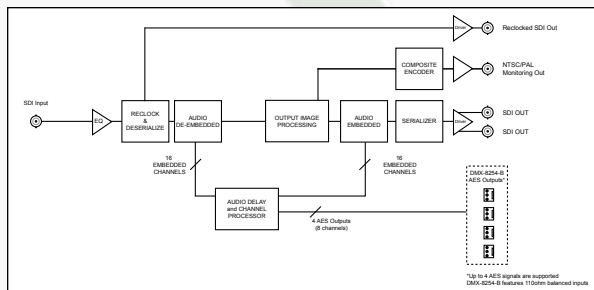 Driver
Reclocked SDI Out
COMPOSITE
ENCODER
NTSC/PAL
Monitoring Out
SDI Input
EQ
RECLOCK
&
DESERIALIZE
AUDIO
DE-EMBEDDED
OUTPUT IMAGE
PROCESSING
AUDIO
EMBEDDED
SERIALIZER
Driver
SDI OUT
SDI OUT
16
EMBEDDED
CHANNELS
16
EMBEDDED
CHANNELS
AUDIO DELAY
and CHANNEL
PROCESSOR
4 AES Outputs
(8 channels)
DMX-8254-B
AES Outputs*
*Up to 4 AES signals are supported
DMX-8254-B features 110ohm balanced inputs